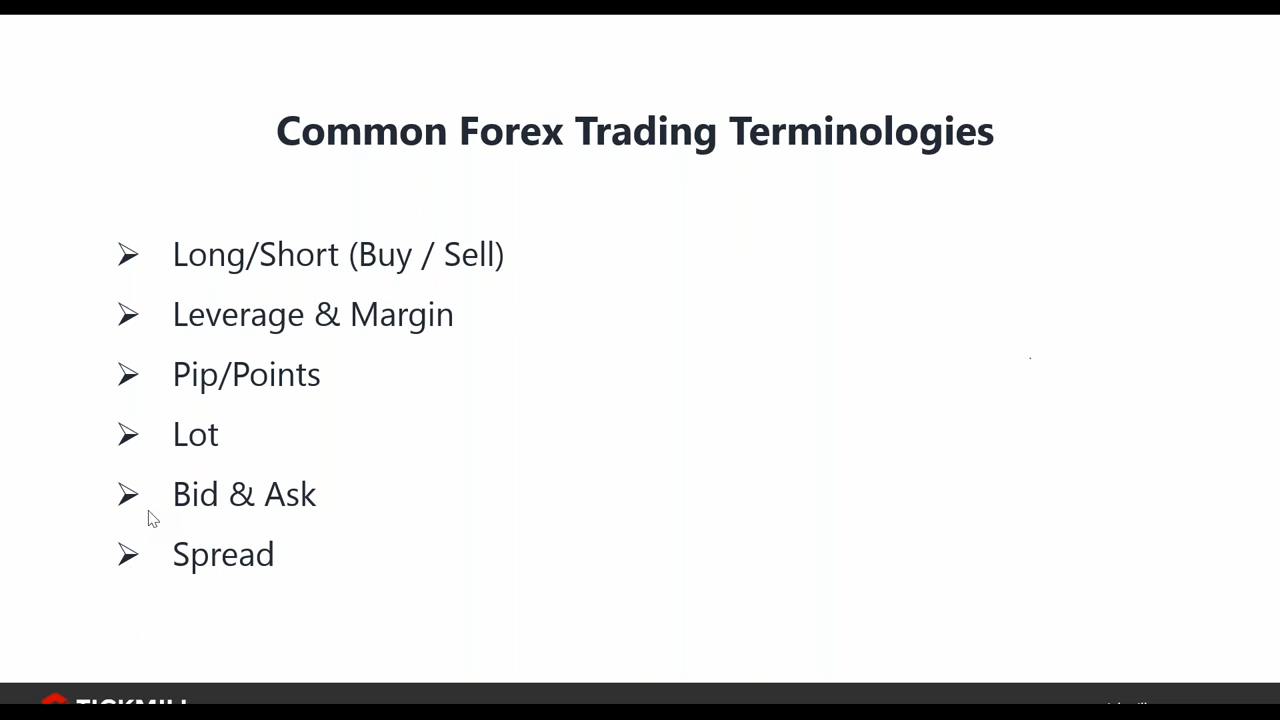 Common Forex Trading Terminologies
Long/Short (Buy / Sell)
Leverage & Margin
Pip/Points
Lot
Bid & Ask
Spread
TICKMILL